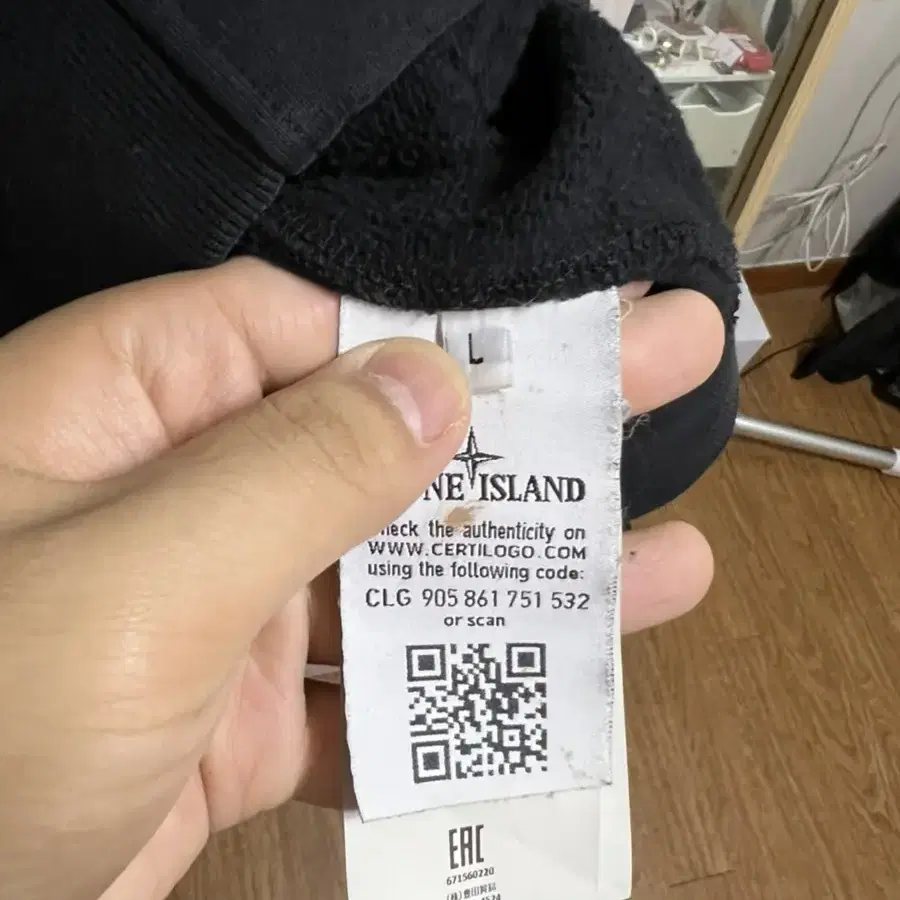 L
NE ISLAND
heck the authenticity on
WWW.CERTILOGO.COM
using the following code:
CLG 905 861 751 532
or scan
EAC
671560220